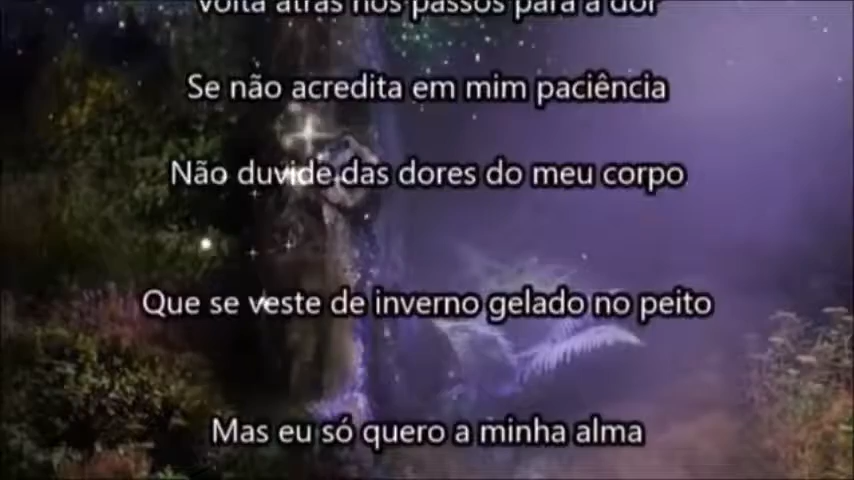 Volta atrás nos passos para a dor
Se não acredita em mim paciência
Não duvide das dores do meu corpo
Que se veste de inverno gelado no peito
Mas eu só quero a minha alma